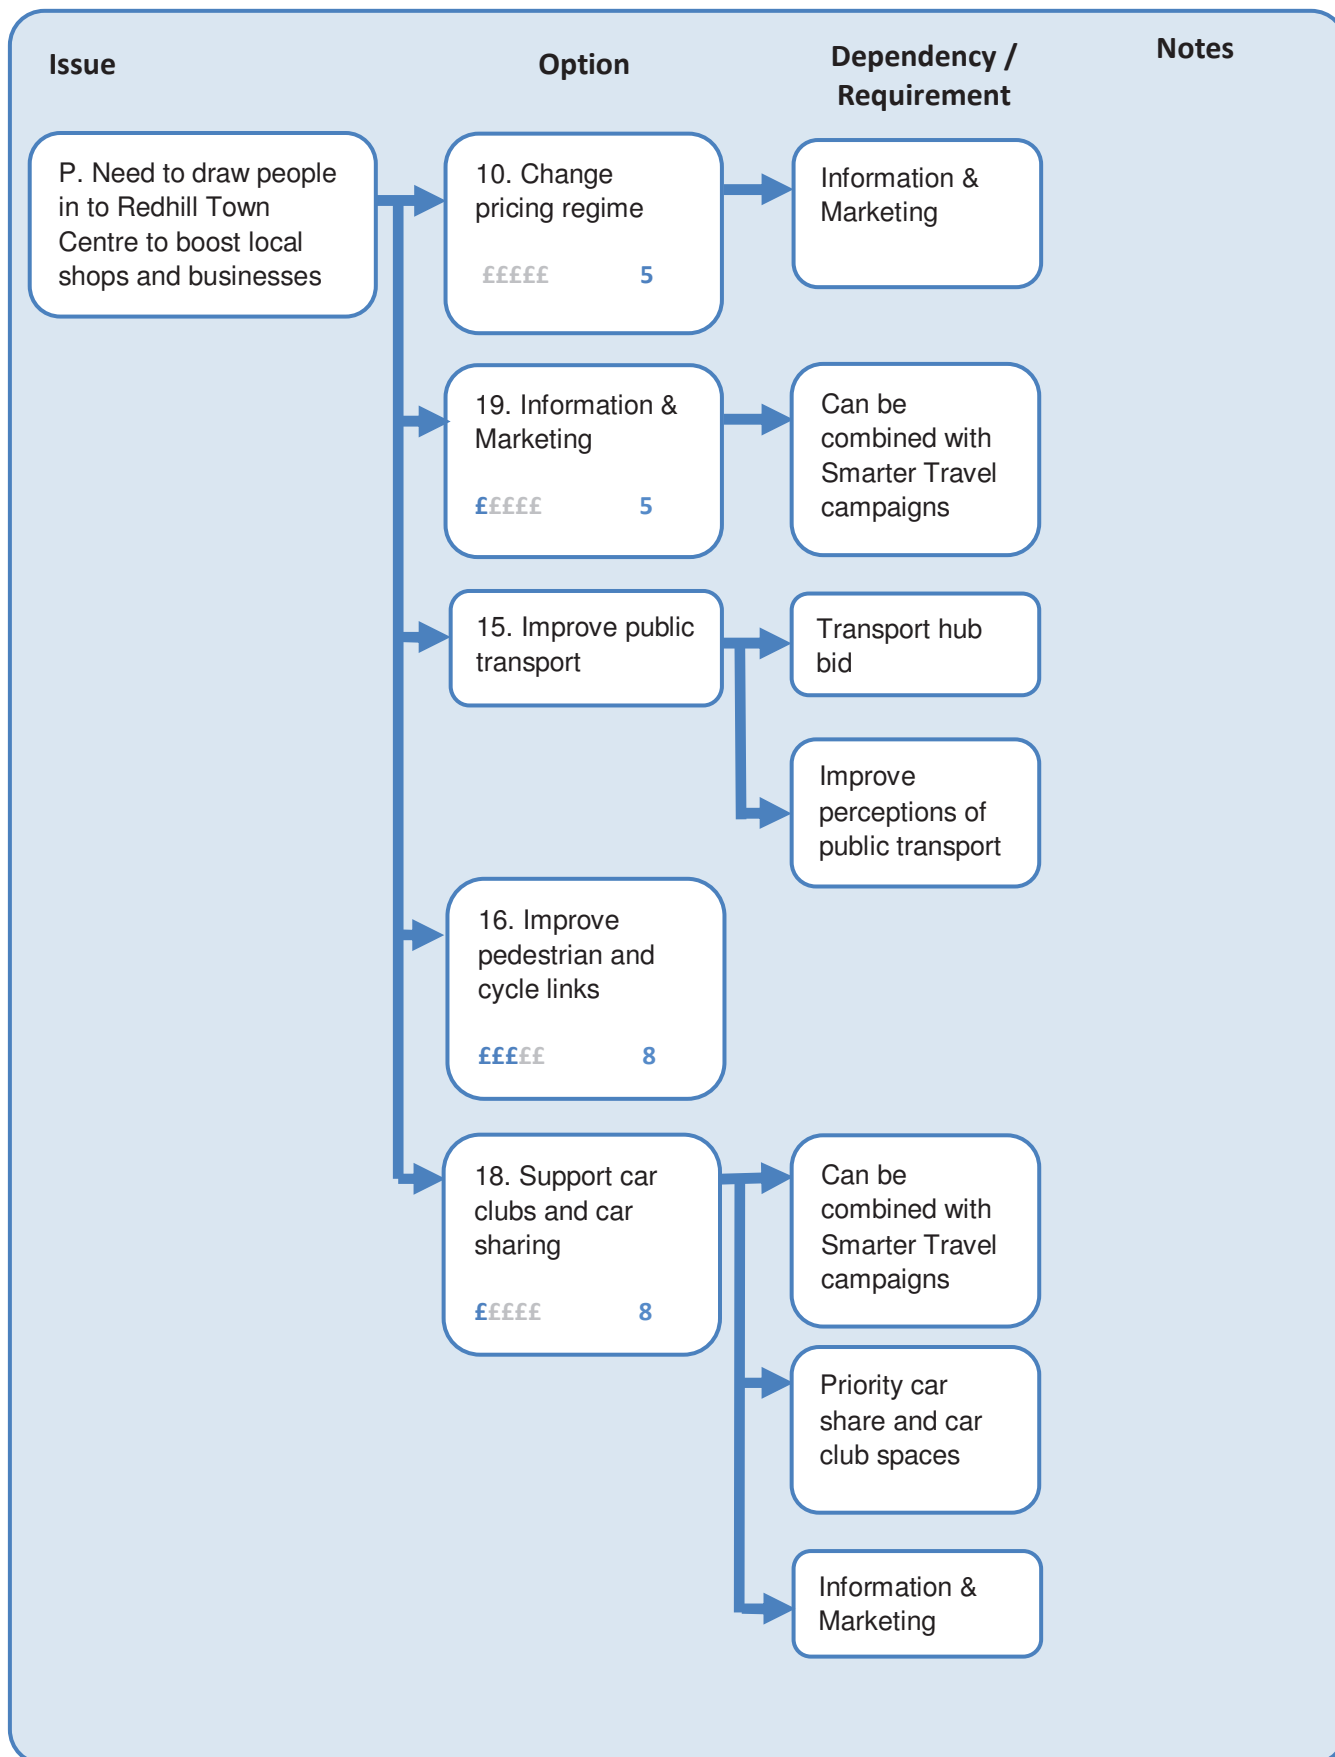 Issue
Option
Dependency /
Requirement
Notes
P. Need to draw people
in to Redhill Town
Centre to boost local
shops and businesses
10. Change
pricing regime
£££££ 5
Information &
Marketing
19. Information &
Marketing
£££££ 5
Can be
combined with
Smarter Travel
campaigns
15. Improve public
transport
Transport hub
bid
Improve
perceptions of
public transport
16. Improve
pedestrian and
cycle links
£££££ 8
18. Support car
clubs and car
sharing
£££££ 8
Can be
combined with
Smarter Travel
campaigns
Priority car
share and car
club spaces
Information &
Marketing